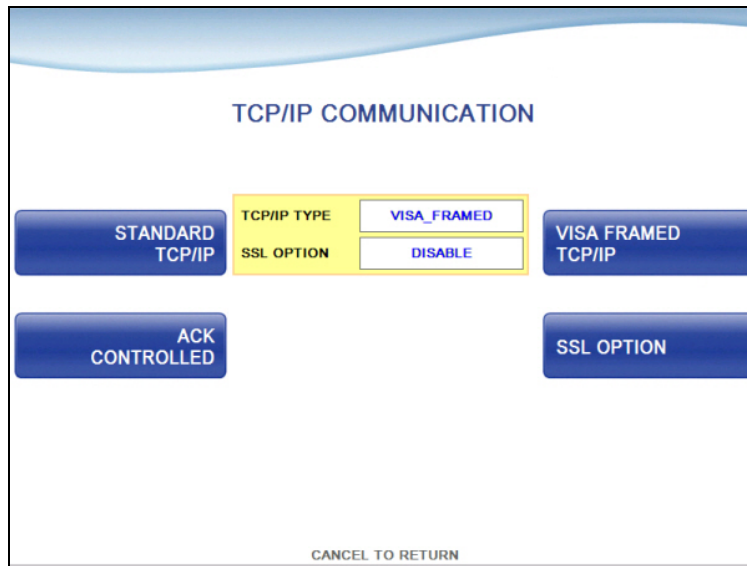 TCP/IP COMMUNICATION
STANDARD
TCP/IP
TCP/IP TYPE VISA_FRAMED
SSL OPTION DISABLE
VISA FRAMED
TCP/IP
ACK
CONTROLLED
SSL OPTION
CANCEL TO RETURN